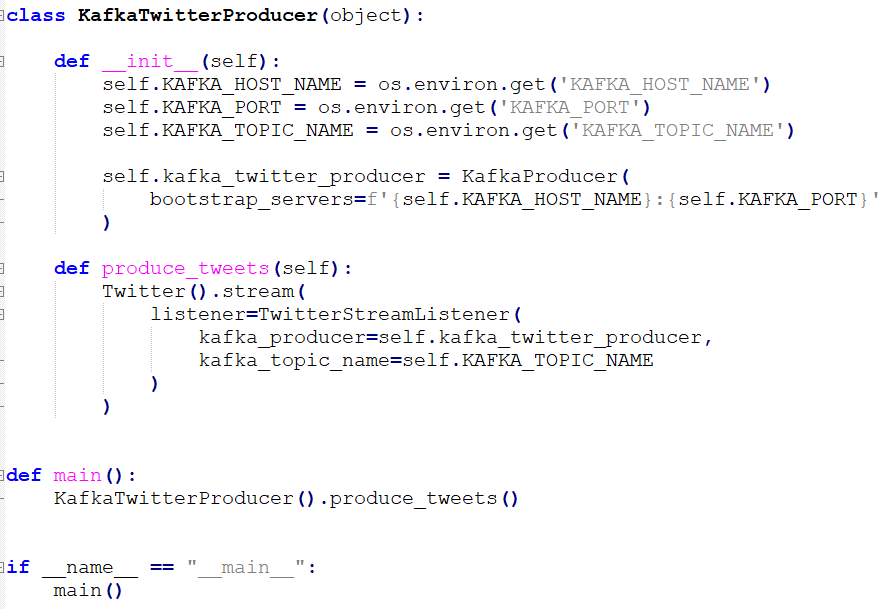 class KafkaTwitterProducer(object):
    def __init__(self):
        self.KAFKA_HOST_NAME = os.environ.get('KAFKA_HOST_NAME')
        self.KAFKA_PORT = os.environ.get('KAFKA_PORT')
        self.KAFKA_TOPIC_NAME = os.environ.get('KAFKA_TOPIC_NAME')
        self.kafka_twitter_producer = KafkaProducer(
            bootstrap_servers=f'{self.KAFKA_HOST_NAME}:{self.KAFKA_PORT}'
        )
    def produce_tweets(self):
        Twitter().stream(
            listener=TwitterStreamListener(
                kafka_producer=self.kafka_twitter_producer,
                kafka_topic_name=self.KAFKA_TOPIC_NAME
            )
        )
def main():
    KafkaTwitterProducer().produce_tweets()
if __name__ == "__main__":
    main()